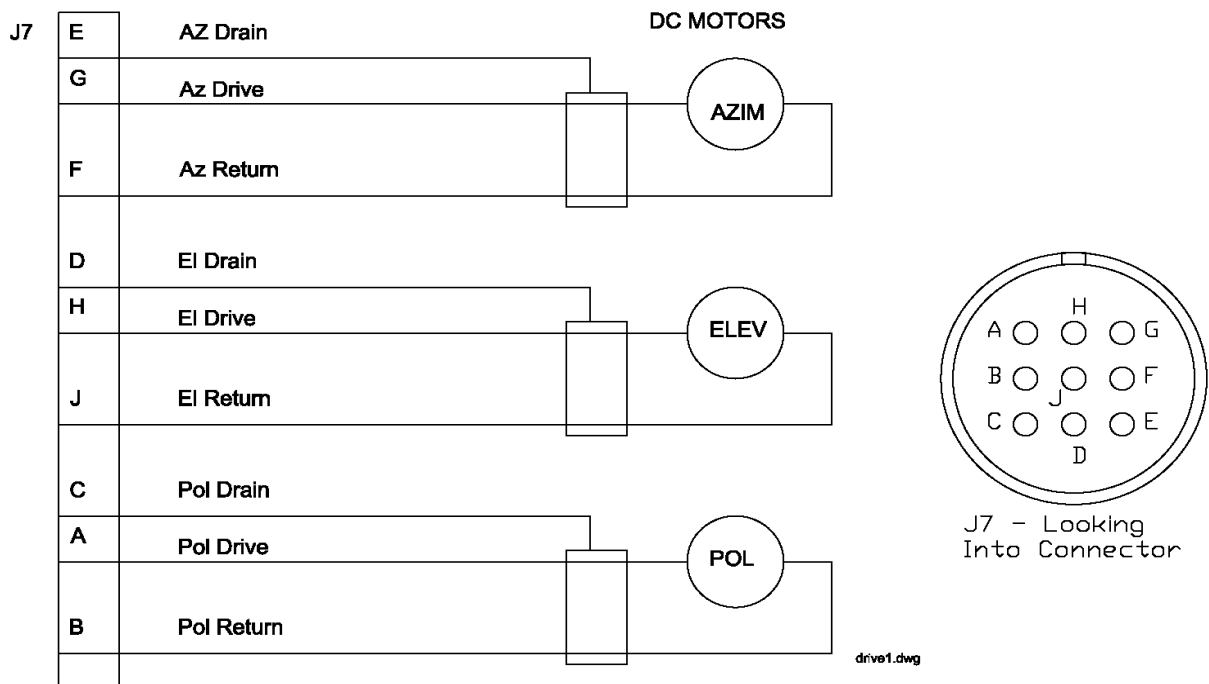 DC MOTORS
J7
E AZ Drain
G Az Drive
AZIM
F Az Return
D El Drain
H El Drive
ELEV
J El Return
C Pol Drain
A Pol Drive
POL
B Pol Return
drive1.dwg
H
A G
B F
J
C E
D
J7 - Looking
Into Connector